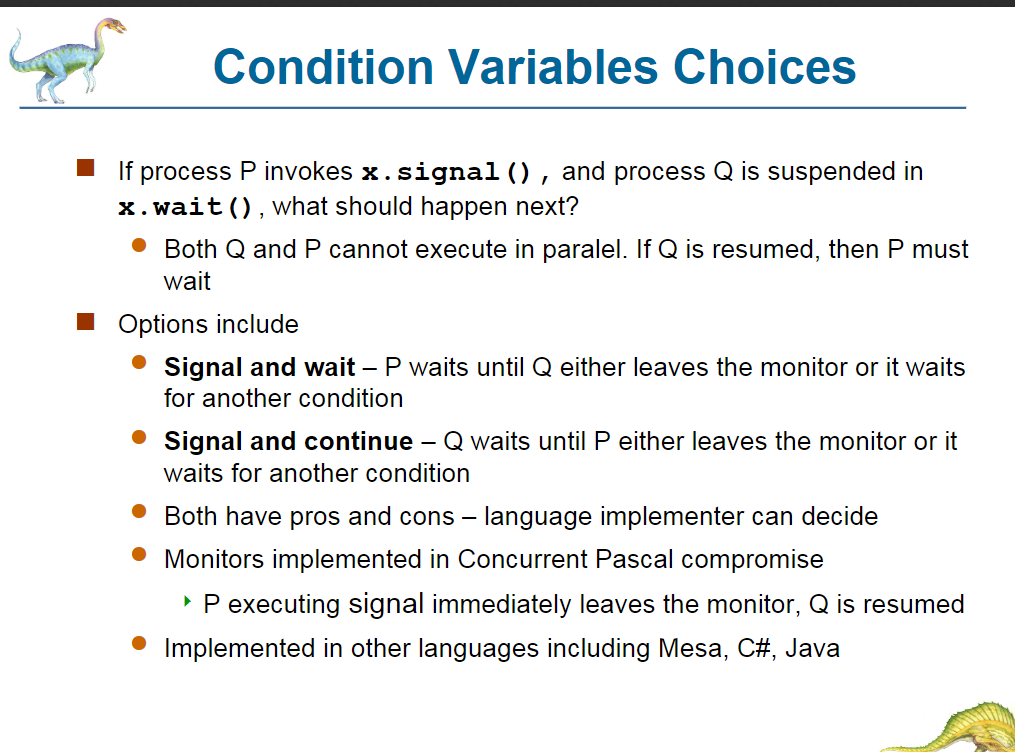 Condition Variables Choices
If process P invokes x.signal(), and process Q is suspended in
x.wait(), what should happen next?
Both Q and P cannot execute in paralel. If Q is resumed, then P must
wait
Options include
Signal and wait – P waits until Q either leaves the monitor or it waits
for another condition
Signal and continue – Q waits until P either leaves the monitor or it
waits for another condition
Both have pros and cons – language implementer can decide
Monitors implemented in Concurrent Pascal compromise
P executing signal immediately leaves the monitor, Q is resumed
Implemented in other languages including Mesa, C#, Java